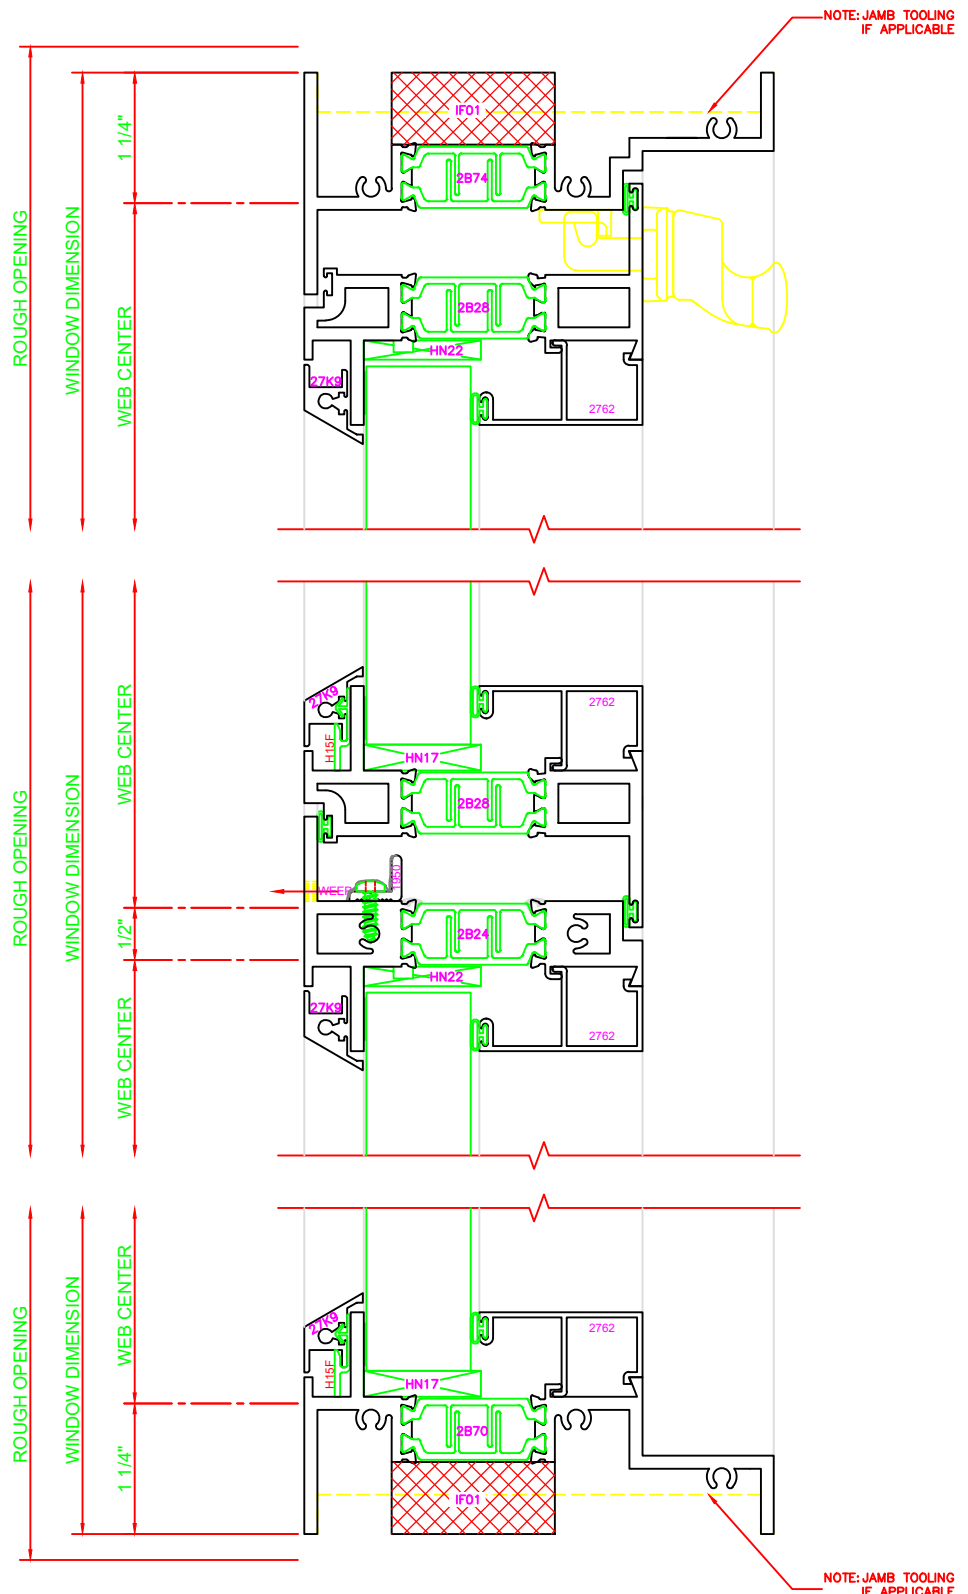 NOTE: JAMB TOOLING
IF APPLICABLE
1 1/4"
ROUGH OPENING
WINDOW DIMENSION
WEB CENTER
IF01
2B74
2B28
HN22
27K9
2762
WEB CENTER
ROUGH OPENING
WINDOW DIMENSION
1/2"
WEB CENTER
27K9
H15F
HN17
2762
2B28
WEEP
1950
2B24
HN22
27K9
2762
WEB CENTER
ROUGH OPENING
WINDOW DIMENSION
1 1/4"
27K9
H15F
HN17
2762
2B70
IF01
NOTE: JAMB TOOLING
IF APPLICABLE